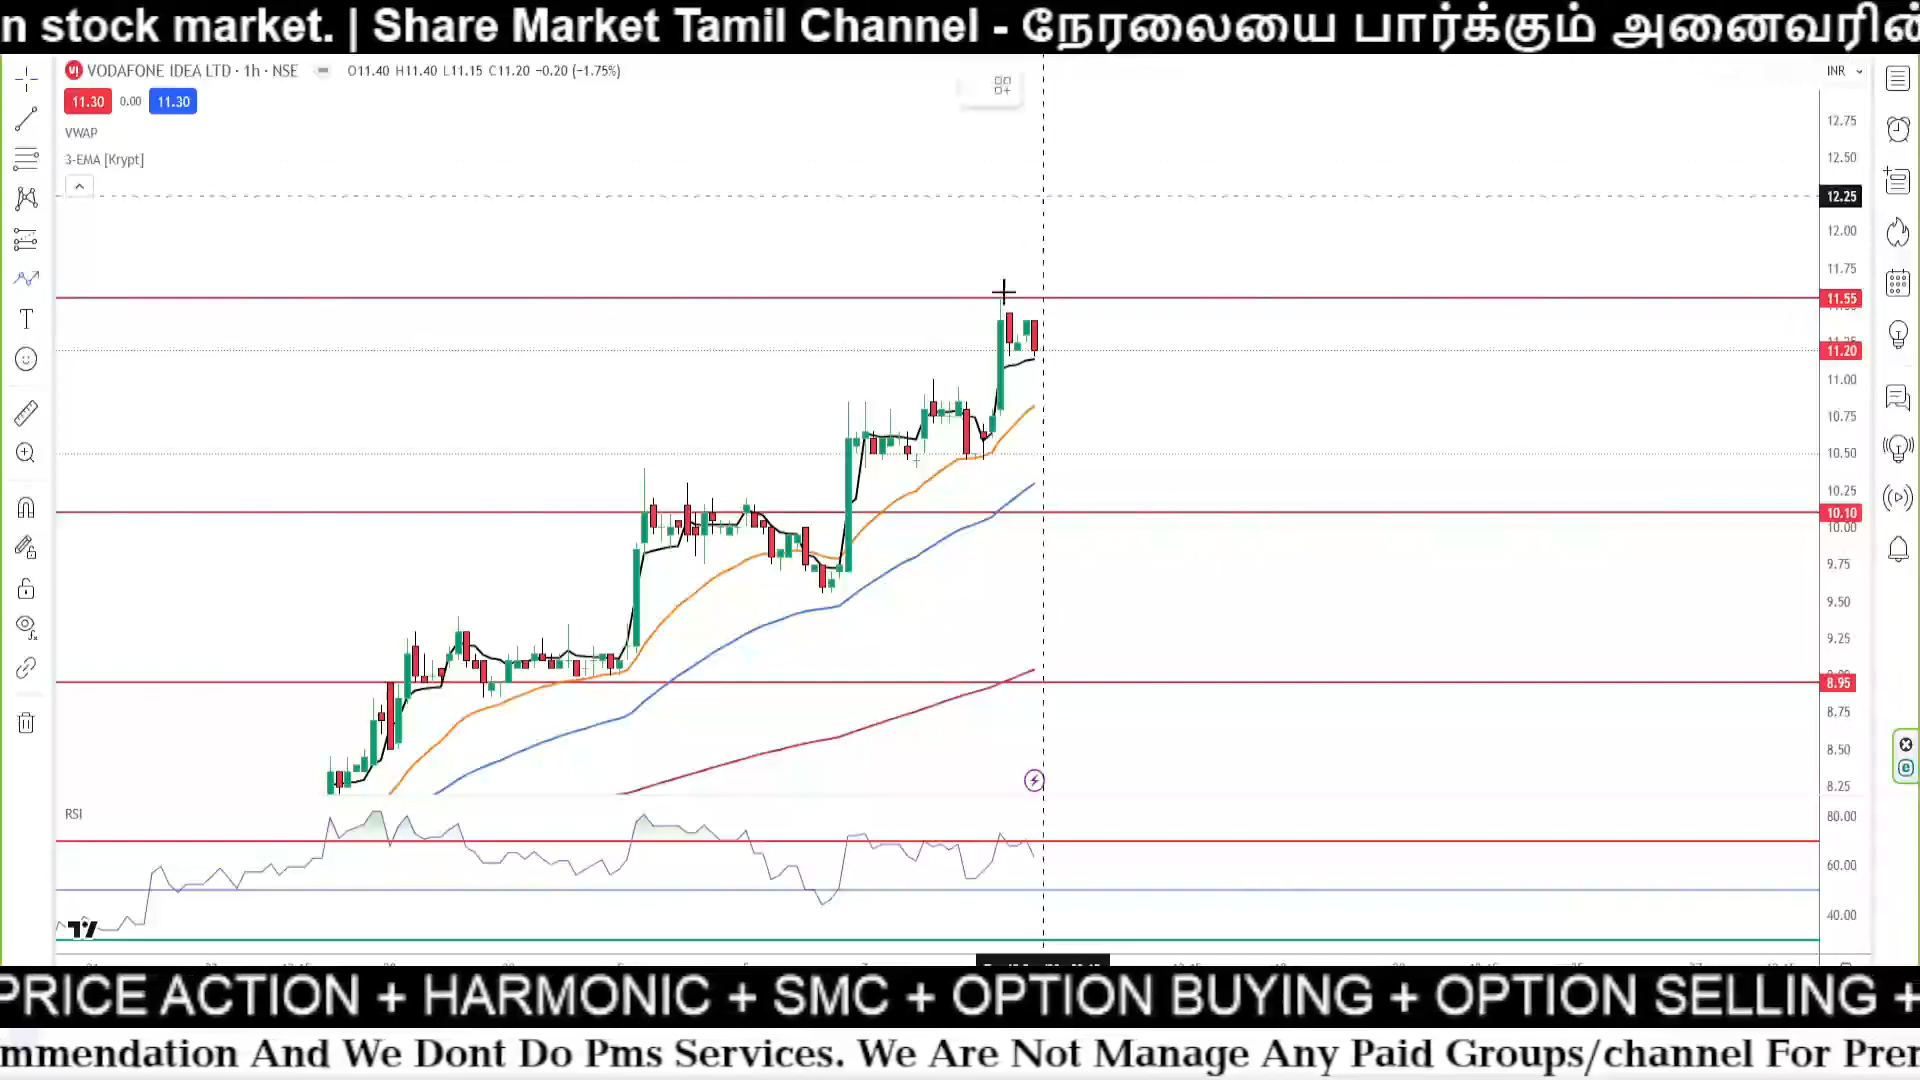 n stock market. | Share Market Tamil Channel - நேரலையை பார்க்கும் அனைவரின்
VODAFONE IDEA LTD · 1h · NSE O11.40 H11.40 L11.15 C11.20 -0.20 (-1.75%)
INR
11.30 0.00 11.30
VWAP
3-EMA [Krypt]
12.75
12.50
12.25
12.00
11.75
11.55
11.20
11.00
10.75
10.50
10.25
10.10
10.00
9.75
9.50
9.25
8.95
8.75
8.50
8.25
RSI
80.00
60.00
40.00
PRICE ACTION + HARMONIC + SMC + OPTION BUYING + OPTION SELLING +
mmendation And We Dont Do Pms Services. We Are Not Manage Any Paid Groups/channel For Prer